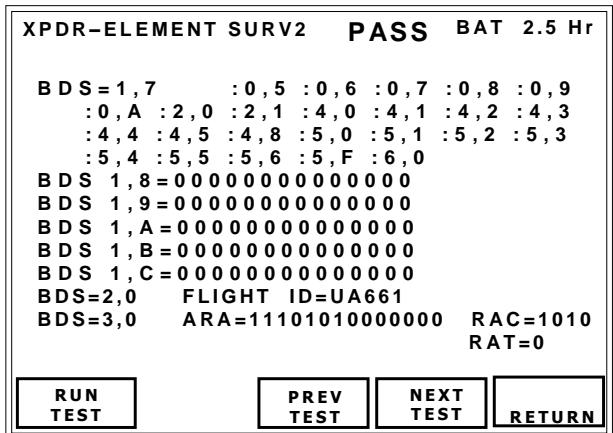 XPDR–ELEMENT SURV2 PASS BAT 2.5 Hr
BDS=1,7 :0,5 :0,6 :0,7 :0,8 :0,9
:0,A :2,0 :2,1 :4,0 :4,1 :4,2 :4,3
:4,4 :4,5 :4,8 :5,0 :5,1 :5,2 :5,3
:5,4 :5,5 :5,6 :5,F :6,0
BDS 1,8=00000000000000
BDS 1,9=00000000000000
BDS 1,A=00000000000000
BDS 1,B=00000000000000
BDS 1,C=00000000000000
BDS=2,0 FLIGHT ID=UA661
BDS=3,0 ARA=11101010000000 RAC=1010
RAT=0
RUN TEST
PREV TEST
NEXT TEST
RETURN